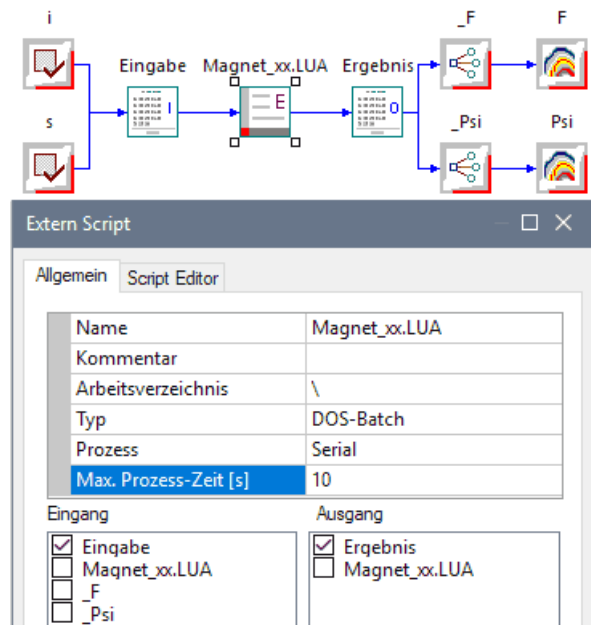 i
_F
F
Eingabe
Magnet_xx.LUA
Ergebnis
I
E
O
s
_Psi
Psi
Extern Script
Allgemein
Script Editor
Name Magnet_xx.LUA
Kommentar
Arbeitsverzeichnis \
Typ DOS-Batch
Prozess Serial
Max. Prozess-Zeit [s] 10
Eingang
Ausgang
Eingabe
Magnet_xx.LUA
_F
_Psi
Ergebnis
Magnet_xx.LUA